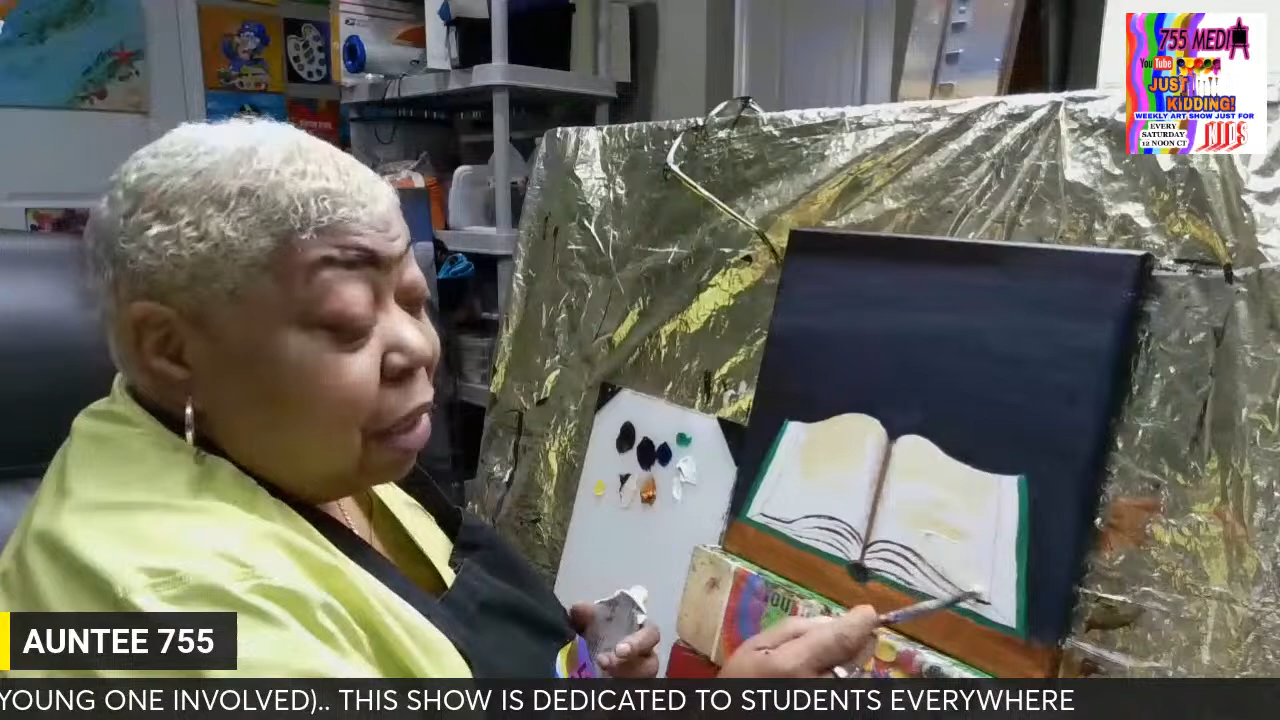 755 MEDIA
YouTube
JUST
KIDDING!
WEEKLY ART SHOW JUST FOR
EVERY
SATURDAY
12 NOON CT
KIDS
AUNTEE 755
YOUNG ONE INVOLVED).. THIS SHOW IS DEDICATED TO STUDENTS EVERYWHERE